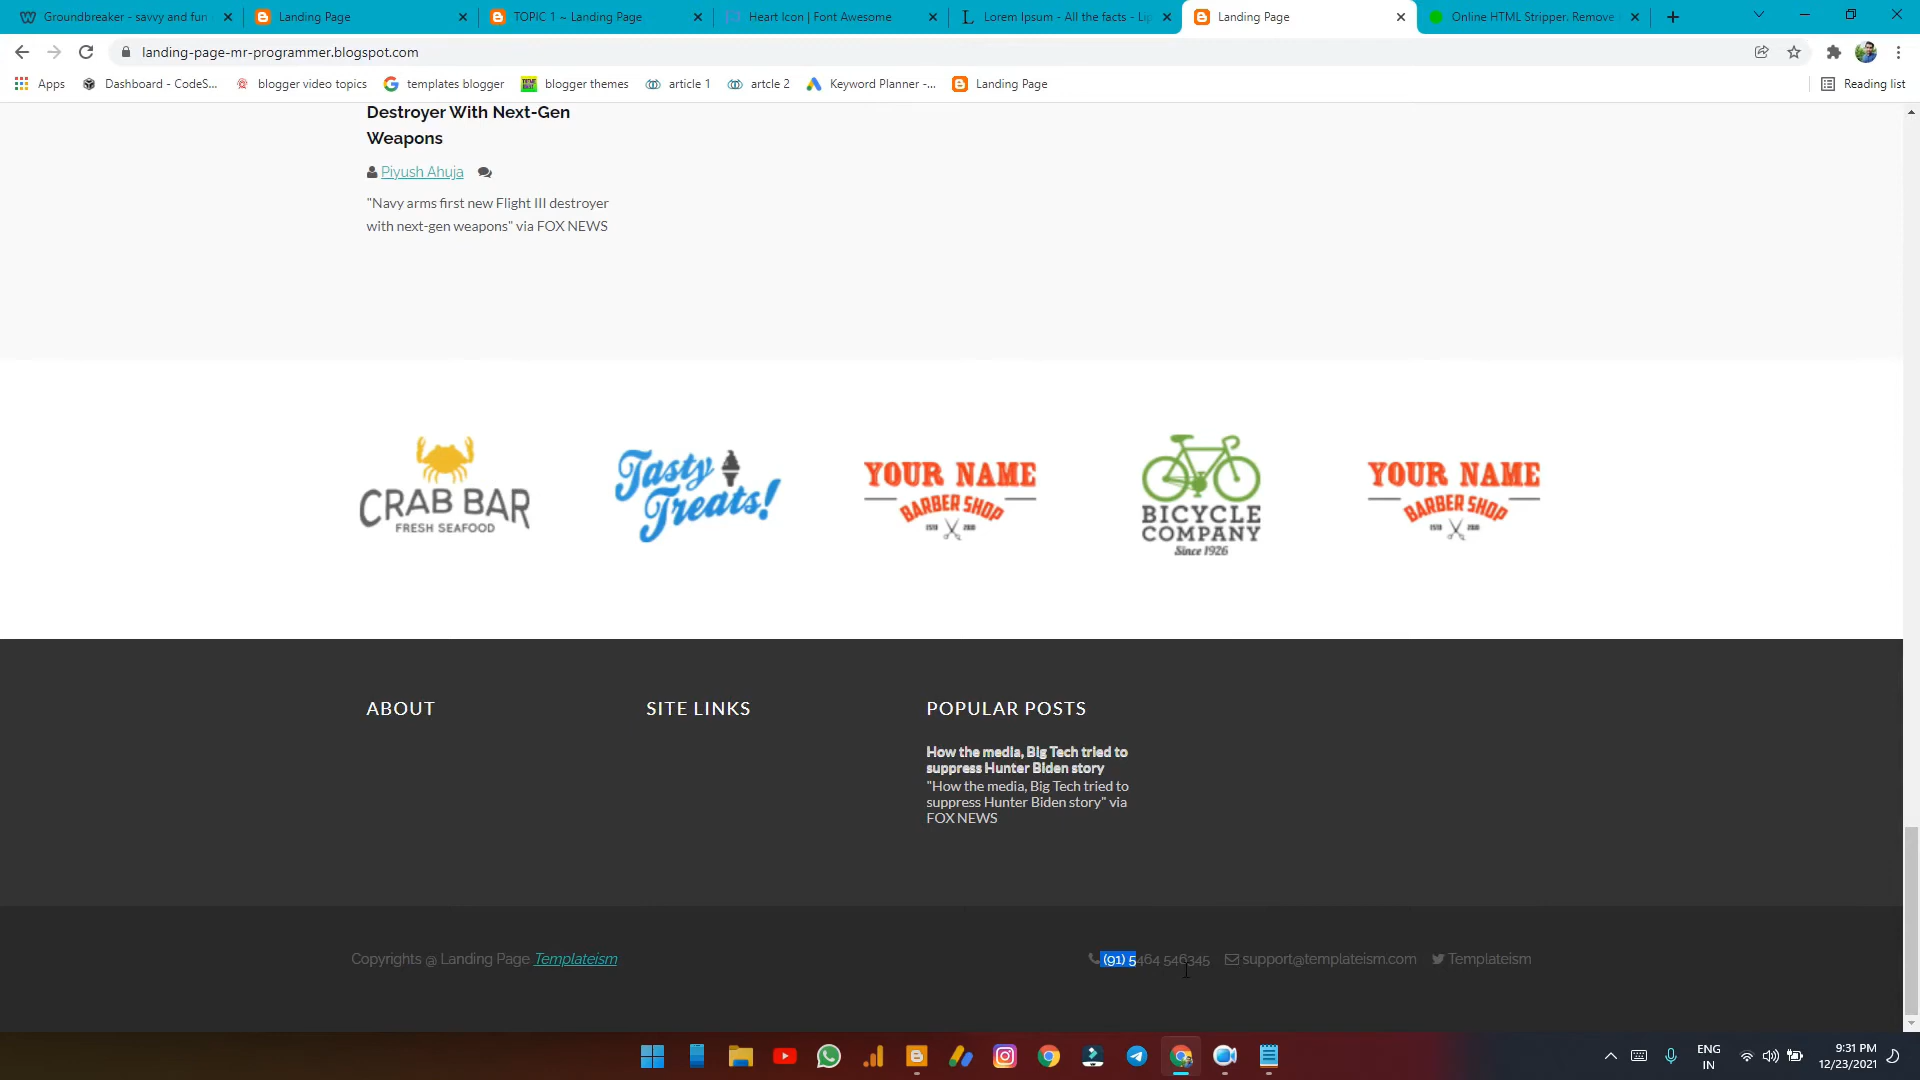 Groundbreaker - savvy and fun
Landing Page
TOPIC 1 ~ Landing Page
Heart Icon | Font Awesome
Lorem Ipsum - All the facts - Lip
Landing Page
Online HTML Stripper. Remove
landing-page-mr-programmer.blogspot.com
Apps
Dashboard - CodeS...
blogger video topics
templates blogger
blogger themes
article 1
artcle 2
Keyword Planner -...
Landing Page
Reading list
Destroyer With Next-Gen
Weapons
Piyush Ahuja
"Navy arms first new Flight III destroyer
with next-gen weapons" via FOX NEWS
CRAB BAR
FRESH SEAFOOD
Tasty
Treats!
YOUR NAME
BARBER SHOP
BICYCLE
COMPANY
Since 1926
YOUR NAME
BARBER SHOP
ABOUT
SITE LINKS
POPULAR POSTS
How the media, Big Tech tried to
suppress Hunter Biden story
"How the media, Big Tech tried to
suppress Hunter Biden story" via
FOX NEWS
Copyrights @ Landing Page Templateism
(91) 5464 546345
support@templateism.com
Templateism
ENG
IN
9:31 PM
12/23/2021